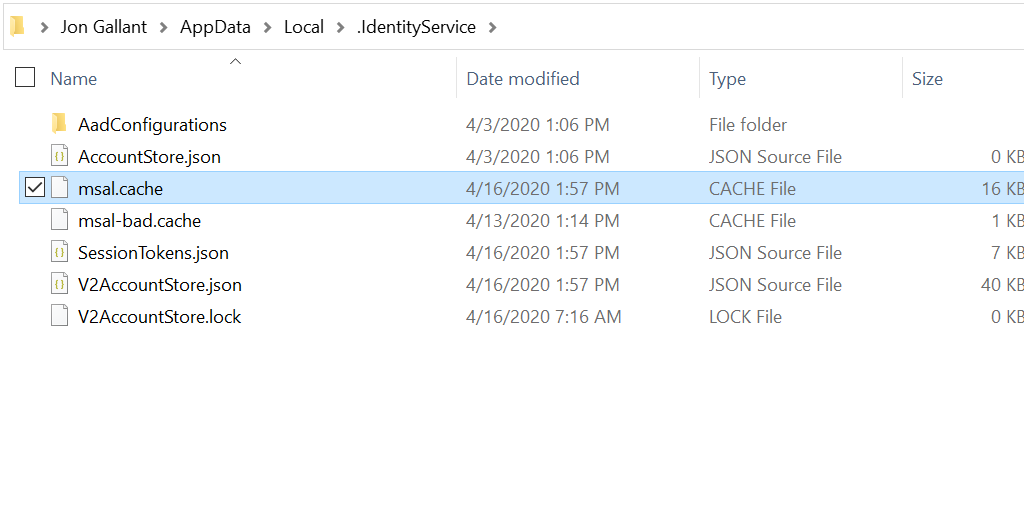 Jon Gallant > AppData > Local > .IdentityService >
Name Date modified Type Size
AadConfigurations 4/3/2020 1:06 PM File folder
AccountStore.json 4/3/2020 1:06 PM JSON Source File 0 KB
msal.cache 4/16/2020 1:57 PM CACHE File 16 KB
msal-bad.cache 4/13/2020 1:14 PM CACHE File 1 KB
SessionTokens.json 4/16/2020 1:57 PM JSON Source File 7 KB
V2AccountStore.json 4/16/2020 1:57 PM JSON Source File 40 KB
V2AccountStore.lock 4/16/2020 7:16 AM LOCK File 0 KB